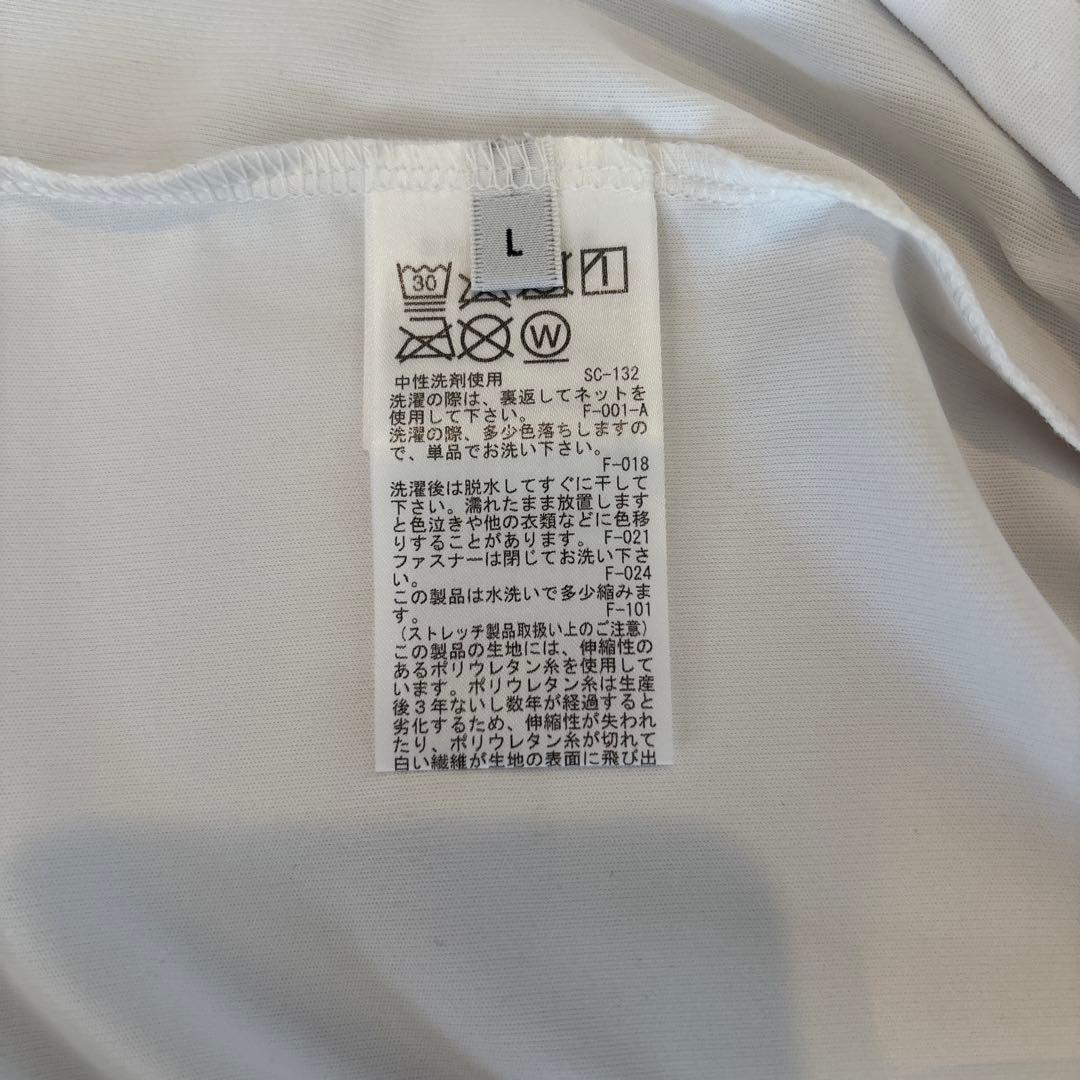 L
30
W
中性洗剤使用 SC-132
洗濯の際は、裏返してネットを
使用して下さい。 F-001-A
洗濯の際、多少色落ちしますの
で、単品でお洗い下さい。
F-018
洗濯後は脱水してすぐに干して
下さい。濡れたまま放置します
と色泣きや他の衣類などに色移
りすることがあります。 F-021
ファスナーは閉じてお洗い下さ
い。 F-024
この製品は水洗いで多少縮みま
す。 F-101
(ストレッチ製品取扱い上のご注意)
この製品の生地には、伸縮性の
あるポリウレタン糸を使用して
います。ポリウレタン糸は生産
後3年ないし数年が経過すると
劣化するため、伸縮性が失われ
たり、ポリウレタン糸が切れて
白い繊維が生地の表面に飛び出